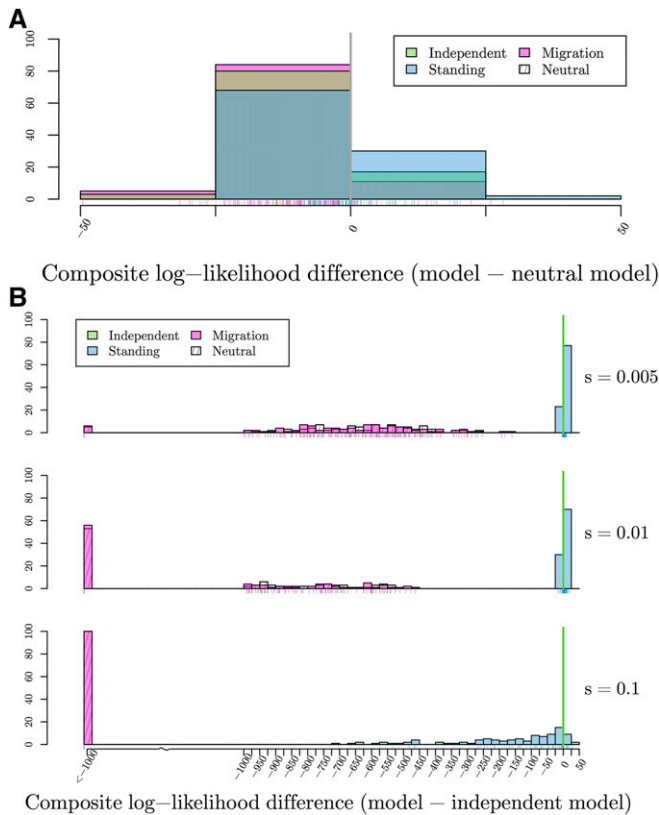 A
100
80
60
40
20
0
Independent Migration
Standing Neutral
−50 0 50
Composite log−likelihood difference (model − neutral model)
B
100
80
60
40
20
0
Independent Migration
Standing Neutral
s = 0.005
100
80
60
40
20
0
s = 0.01
100
80
60
40
20
0
s = 0.1
<−1000 −1000 −950 −900 −850 −800 −750 −700 −650 −600 −550 −500 −450 −400 −350 −300 −250 −200 −150 −100 −50 0 50
Composite log−likelihood difference (model − independent model)